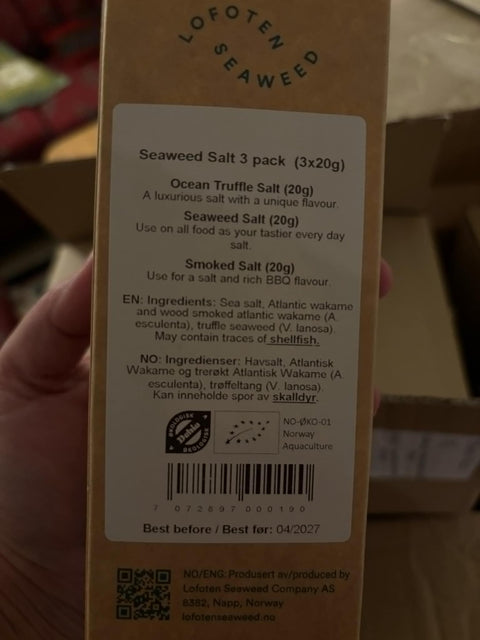 LOFOTEN
SEAWEED
Seaweed Salt 3 pack (3x20g)
Ocean Truffle Salt (20g)
A luxurious salt with a unique flavour.
Seaweed Salt (20g)
Use on all food as your tastier every day
salt.
Smoked Salt (20g)
Use for a salt and rich BBQ flavour.
EN: Ingredients: Sea salt, Atlantic wakame
and wood smoked atlantic wakame (A.
esculenta), truffle seaweed (V. lanosa).
May contain traces of shellfish.
NO: Ingredienser: Havsalt, Atlantisk
Wakame og trerøkt Atlantisk Wakame (A.
esculenta), trøffeltang (V. lanosa).
Kan inneholde spor av skalldyr.
ØKOLOGISK
Debio
ØKOLOGISK
NO-ØKO-01
Norway
Aquaculture
7 072897 000190
Best before / Best før: 04/2027
NO/ENG: Produsert av/produced by
Lofoten Seaweed Company AS
8382, Napp, Norway
lofotenseaweed.no